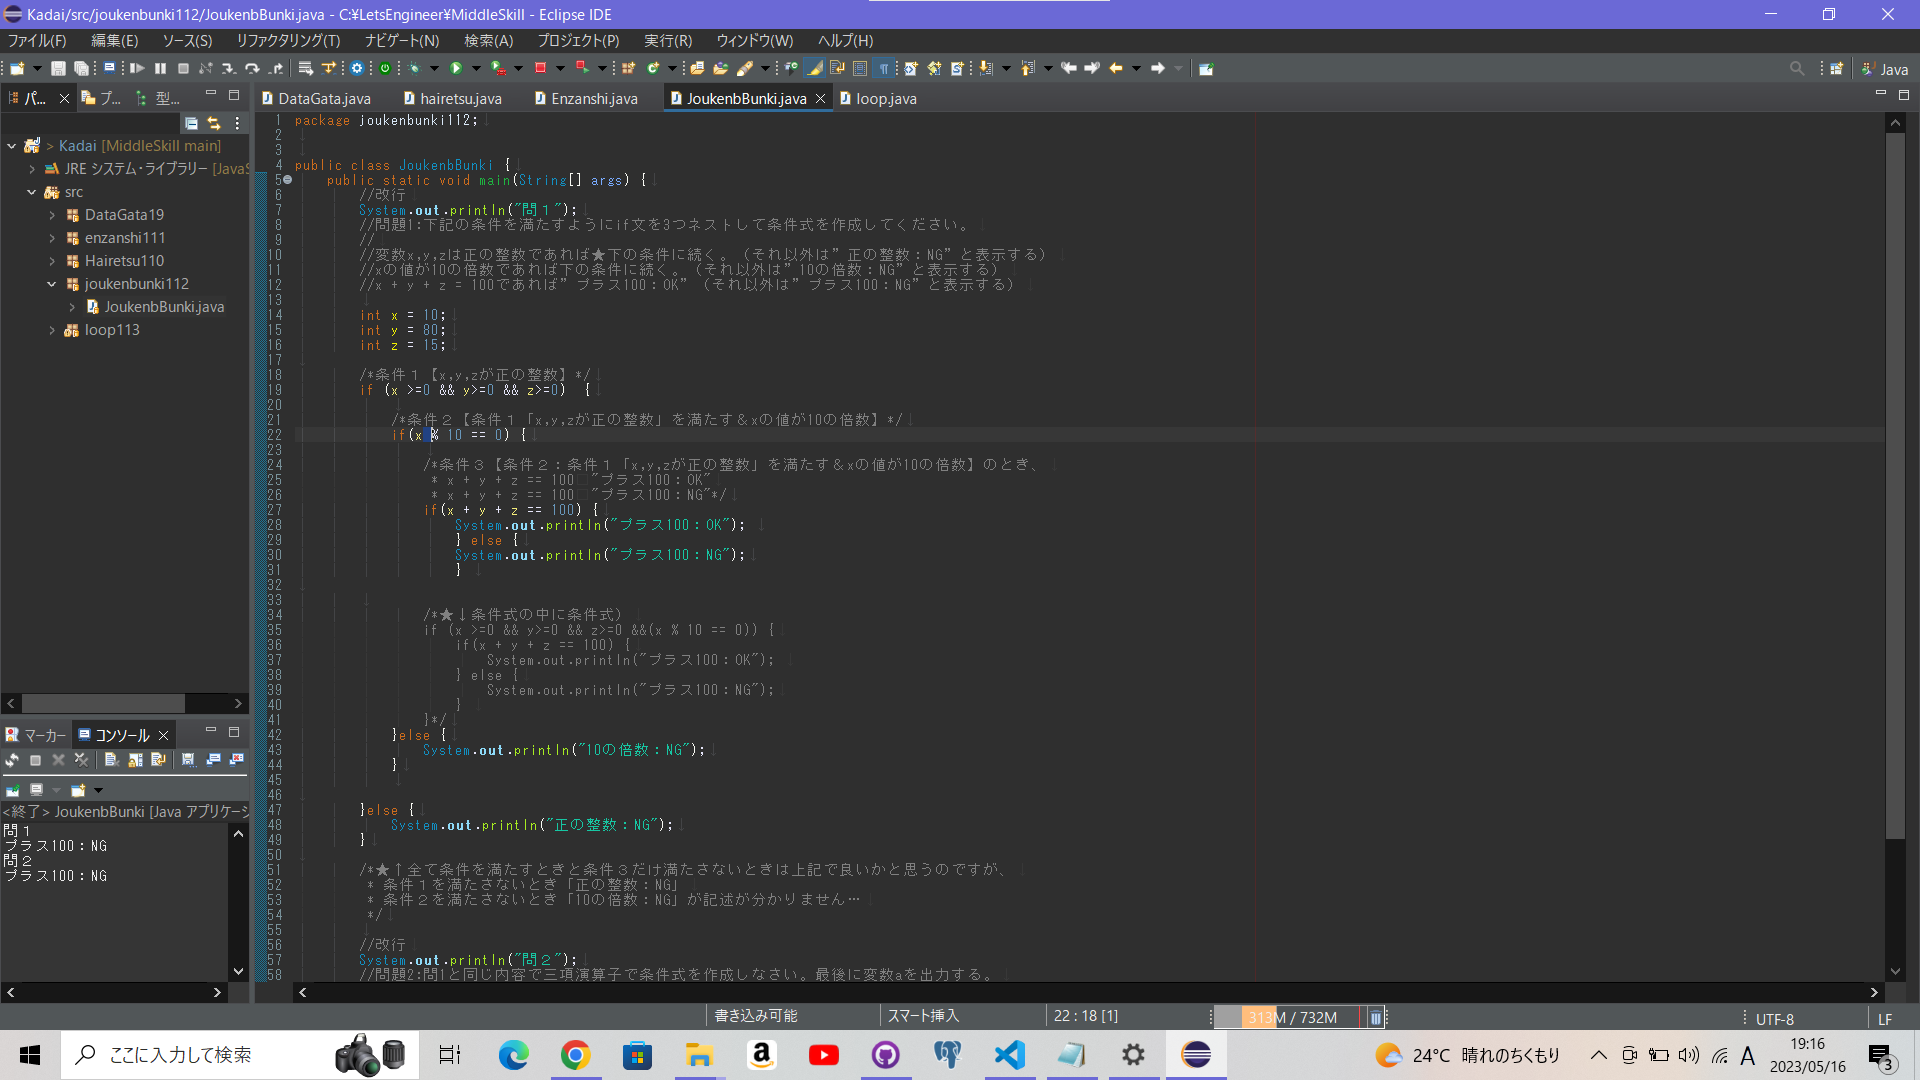 Kadai/src/joukenbunki112/JoukenbBunki.java - C:¥LetsEngineer¥MiddleSkill - Eclipse IDE
ファイル(F) 編集(E) ソース(S) リファクタリング(T) ナビゲート(N) 検索(A) プロジェクト(P) 実行(R) ウィンドウ(W) ヘルプ(H)
Java
パ... プ... 型...
DataGata.java hairetsu.java Enzanshi.java JoukenbBunki.java loop.java
> Kadai [MiddleSkill main]
JRE システム・ライブラリー [JavaS
src
DataGata19
enzanshi111
Hairetsu110
joukenbunki112
JoukenbBunki.java
loop113
1 package joukenbunki112;
2
3
4 public class JoukenbBunki {
5 public static void main(String[] args) {
6 //改行
7 System.out.println("問１");
8 //問題1:下記の条件を満たすようにif文を3つネストして条件式を作成してください。
9 //
10 //変数x,y,zは正の整数であれば★下の条件に続く。（それ以外は”正の整数：NG”と表示する）
11 //xの値が10の倍数であれば下の条件に続く。（それ以外は”10の倍数：NG”と表示する）
12 //x + y + z = 100であれば”プラス100：OK”（それ以外は”プラス100：NG”と表示する）
13
14 int x = 10;
15 int y = 80;
16 int z = 15;
17
18 /*条件１【x,y,zが正の整数】*/
19 if (x >=0 && y>=0 && z>=0) {
20
21 /*条件２【条件１「x,y,zが正の整数」を満たす＆xの値が10の倍数】*/
22 if(x % 10 == 0) {
23
24 /*条件３【条件２：条件１「x,y,zが正の整数」を満たす＆xの値が10の倍数】のとき、
25 * x + y + z == 100 "プラス100：OK"
26 * x + y + z == 100 "プラス100：NG"*/
27 if(x + y + z == 100) {
28 System.out.println("プラス100：OK");
29 } else {
30 System.out.println("プラス100：NG");
31 }
32
33
34 /*★↓条件式の中に条件式）
35 if (x >=0 && y>=0 && z>=0 &&(x % 10 == 0)) {
36 if(x + y + z == 100) {
37 System.out.println("プラス100：OK");
38 } else {
39 System.out.println("プラス100：NG");
40 }
41 }*/
42 }else {
43 System.out.println("10の倍数：NG");
44 }
45
46
47 }else {
48 System.out.println("正の整数：NG");
49 }
50
51 /*★↑全て条件を満たすときと条件３だけ満たさないときは上記で良いかと思うのですが、
52 * 条件１を満たさないとき「正の整数：NG」
53 * 条件２を満たさないとき「10の倍数：NG」が記述が分かりません…
54 */
55
56 //改行
57 System.out.println("問２");
58 //問題2:問1と同じ内容で三項演算子で条件式を作成しなさい。最後に変数aを出力する。
マーカー コンソール
<終了> JoukenbBunki [Java アプリケーシ
問１
プラス100：NG
問２
プラス100：NG
書き込み可能 スマート挿入 22 : 18 [1] 313M / 732M UTF-8 LF
ここに入力して検索
24°C 晴れのちくもり A 19:16
2023/05/16
3